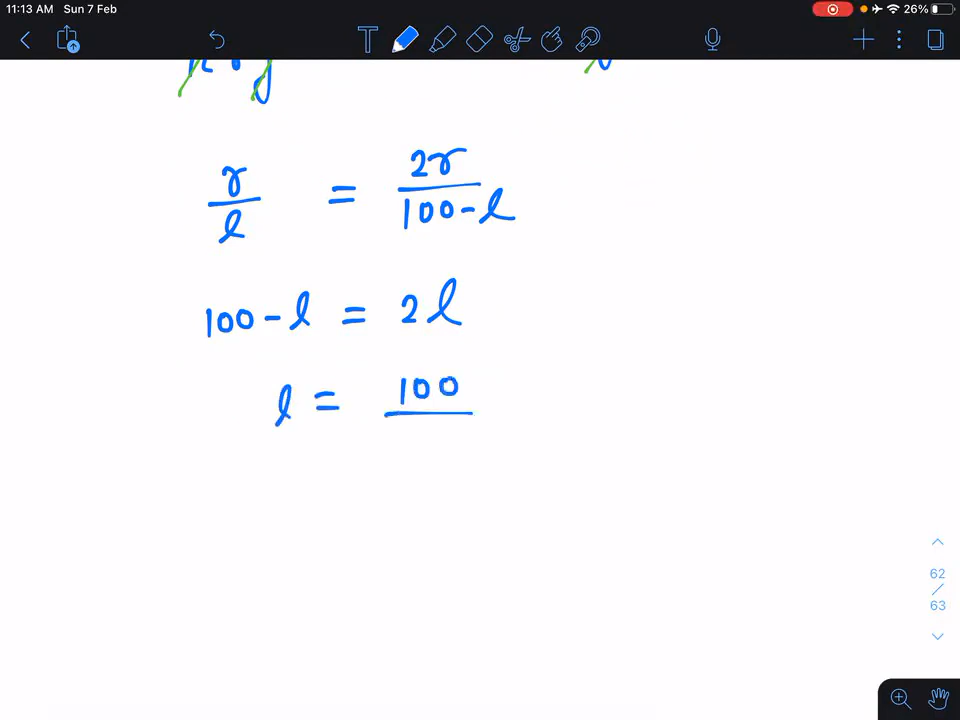 11:13 AM Sun 7 Feb 26%
r/l = 2r/100-l
100-l = 2l
l = 100
62
/
63